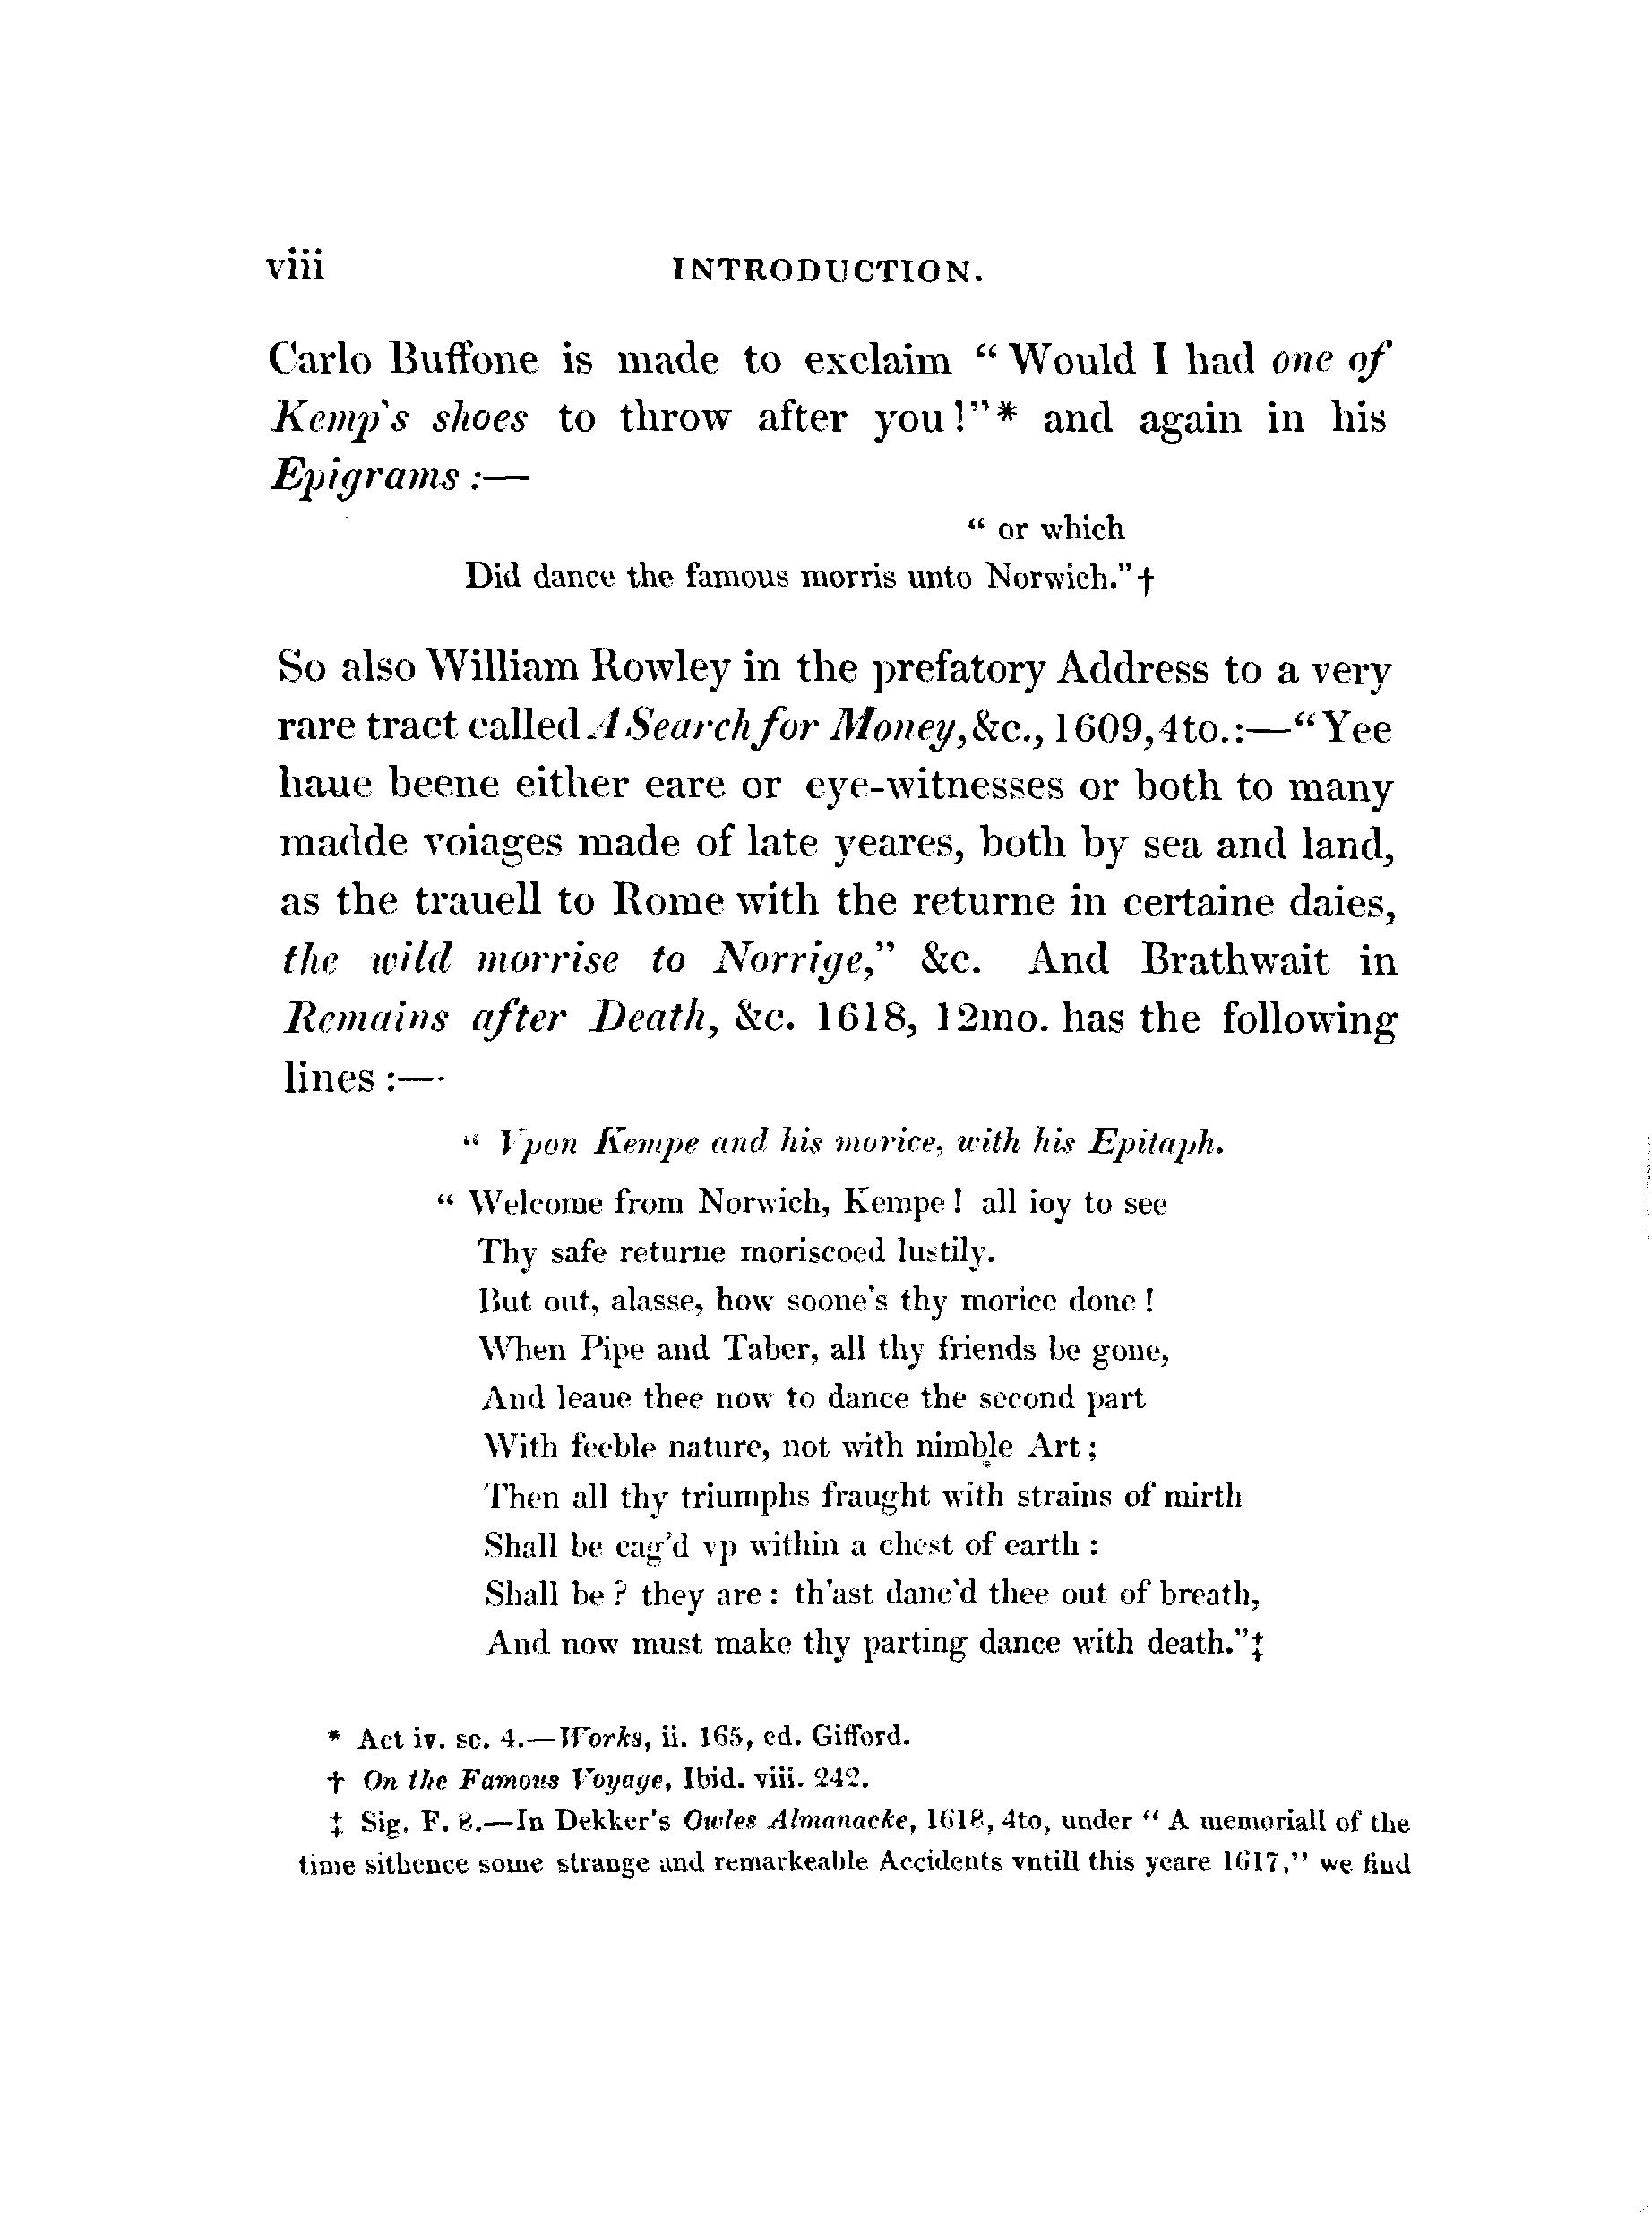 viii INTRODUCTION.
Carlo Buffone is made to exclaim “ Would I had one of
Kemp's shoes to throw after you !”* and again in his
Epigrams :—
“ or which
Did dance the famous morris unto Norwich.”†
So also William Rowley in the prefatory Address to a very
rare tract called A Search for Money, &c., 1609, 4to. :—“Yee
haue beene either eare or eye-witnesses or both to many
madde voiages made of late yeares, both by sea and land,
as the trauell to Rome with the returne in certaine daies,
the wild morrise to Norrige,” &c. And Brathwait in
Remains after Death, &c. 1618, 12mo. has the following
lines :—
“ Vpon Kempe and his morice, with his Epitaph.
“ Welcome from Norwich, Kempe ! all ioy to see
Thy safe returne moriscoed lustily.
But out, alasse, how soone's thy morice done !
When Pipe and Taber, all thy friends be gone,
And leaue thee now to dance the second part
With feeble nature, not with nimble Art ;
Then all thy triumphs fraught with strains of mirth
Shall be cag'd vp within a chest of earth :
Shall be ? they are : th'ast danc'd thee out of breath,
And now must make thy parting dance with death.”‡
* Act iv. sc. 4.—Works, ii. 165, ed. Gifford.
† On the Famous Voyage, Ibid. viii. 242.
‡ Sig. F. 8.—In Dekker's Owles Almanacke, 1618, 4to, under “ A memoriall of the
time sithence some strange and remarkeable Accidents vntill this yeare 1617,” we find